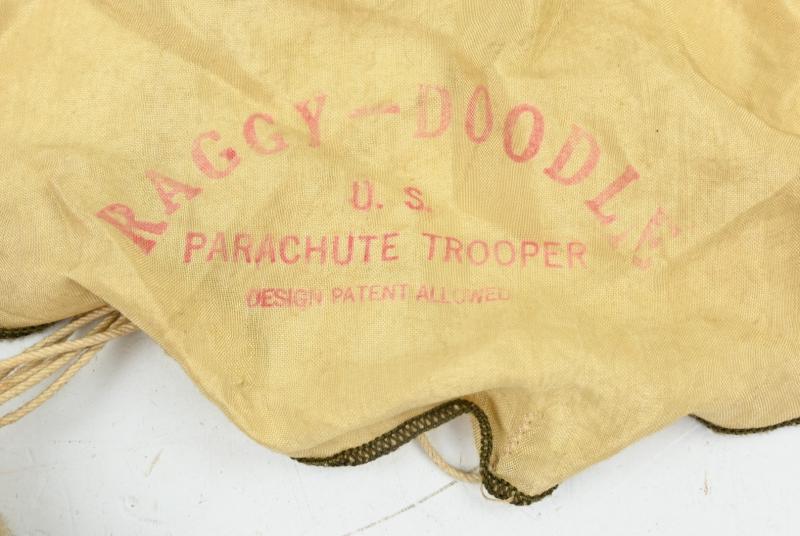 RAGGY-DOODLE
U. S.
PARACHUTE TROOPER
DESIGN PATENT ALLOWED